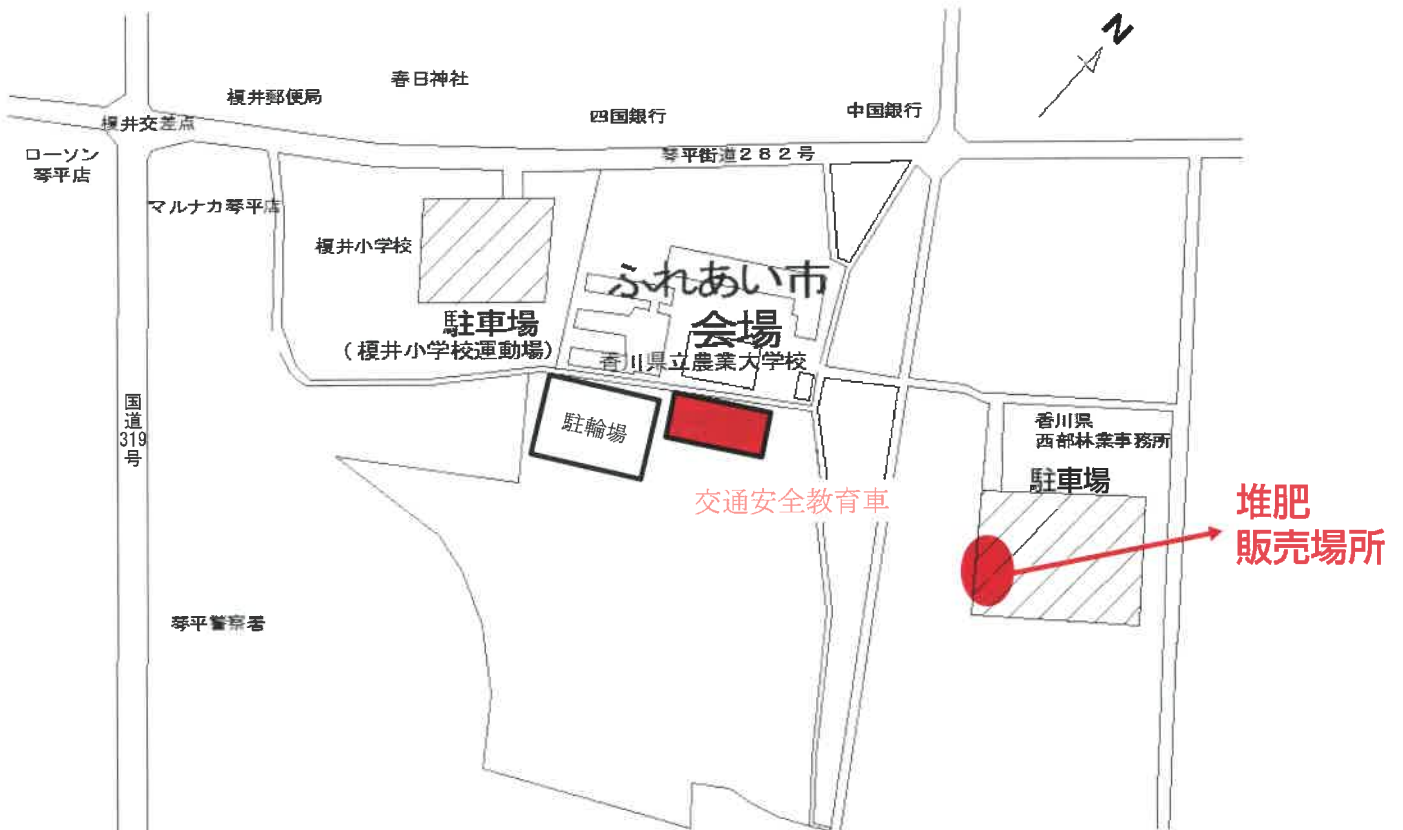 N
春日神社
榎井郵便局
四国銀行
中国銀行
榎井交差点
琴平街道282号
ローソン
琴平店
マルナカ琴平店
榎井小学校
ふれあい市
会場
駐車場
(榎井小学校運動場)
香川県立農業大学校
国道319号
駐輪場
香川県
西部林業事務所
駐車場
交通安全教育車
堆肥
販売場所
琴平警察署